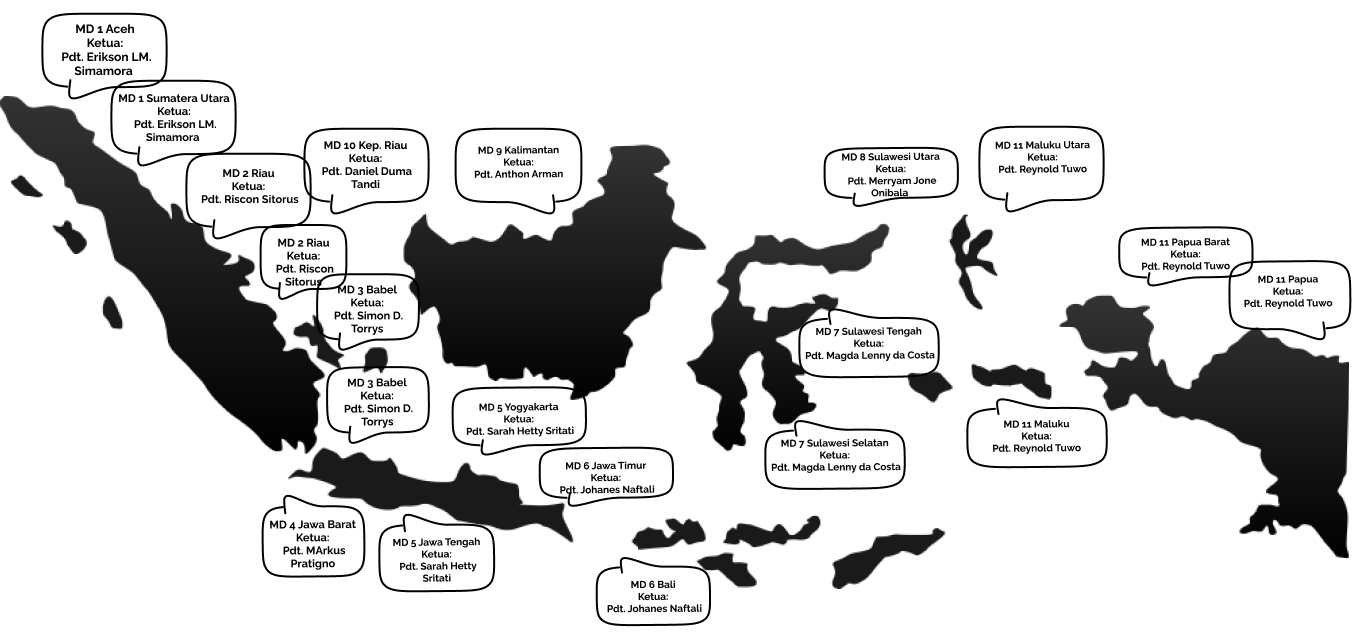 MD 1 Aceh
Ketua:
Pdt. Erikson LM.
Simamora
MD 1 Sumatera Utara
Ketua:
Pdt. Erikson LM.
Simamora
MD 2 Riau
Ketua:
Pdt. Riscon Sitorus
MD 10 Kep. Riau
Ketua:
Pdt. Daniel Duma
Tandi
MD 9 Kalimantan
Ketua:
Pdt. Anthon Arman
MD 8 Sulawesi Utara
Ketua:
Pdt. Merryam Jone
Onibala
MD 11 Maluku Utara
Ketua:
Pdt. Reynold Tuwo
MD 2 Riau
Ketua:
Pdt. Riscon
Sitorus
MD 3 Babel
Ketua:
Pdt. Simon D.
Torrys
MD 11 Papua Barat
Ketua:
Pdt. Reynold Tuwo
MD 11 Papua
Ketua:
Pdt. Reynold Tuwo
MD 7 Sulawesi Tengah
Ketua:
Pdt. Magda Lenny da Costa
MD 3 Babel
Ketua:
Pdt. Simon D.
Torrys
MD 5 Yogyakarta
Ketua:
Pdt. Sarah Hetty Sritati
MD 7 Sulawesi Selatan
Ketua:
Pdt. Magda Lenny da Costa
MD 11 Maluku
Ketua:
Pdt. Reynold Tuwo
MD 6 Jawa Timur
Ketua:
Pdt. Johanes Naftali
MD 4 Jawa Barat
Ketua:
Pdt. MArkus
Pratigno
MD 5 Jawa Tengah
Ketua:
Pdt. Sarah Hetty
Sritati
MD 6 Bali
Ketua:
Pdt. Johanes Naftali